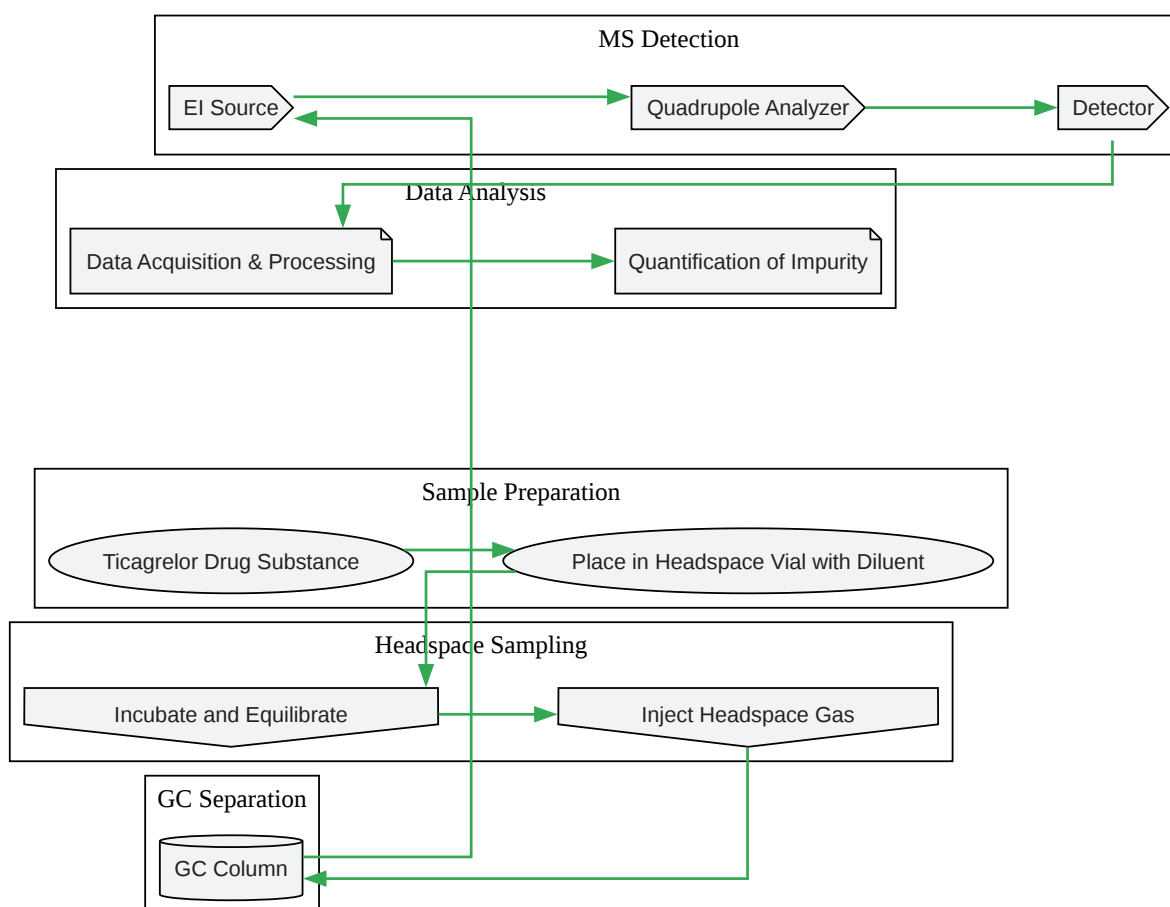 MS Detection
EI Source
Quadrupole Analyzer
Detector
Data Analysis
Data Acquisition & Processing
Quantification of Impurity
Sample Preparation
Ticagrelor Drug Substance
Place in Headspace Vial with Diluent
Headspace Sampling
Incubate and Equilibrate
Inject Headspace Gas
GC Separation
GC Column